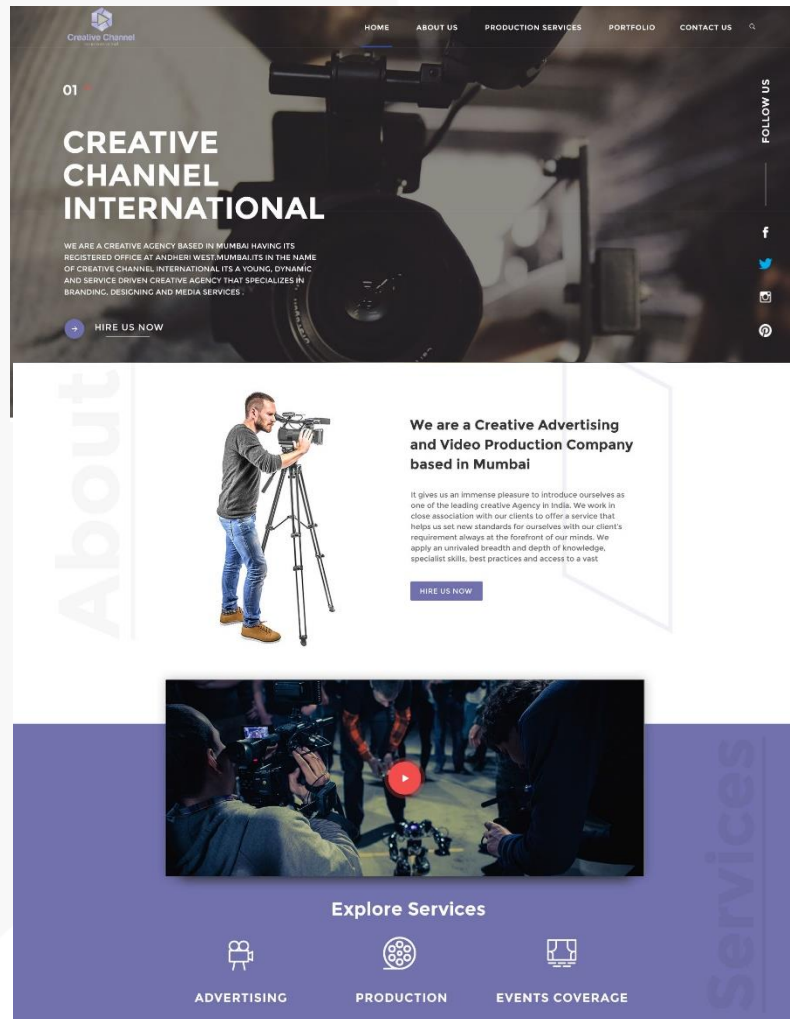 Creative Channel
International
HOME ABOUT US PRODUCTION SERVICES PORTFOLIO CONTACT US
01
FOLLOW US
CREATIVE
CHANNEL
INTERNATIONAL
WE ARE A CREATIVE AGENCY BASED IN MUMBAI HAVING ITS
REGISTERED OFFICE AT ANDHERI WEST.MUMBAI.ITS IN THE NAME
OF CREATIVE CHANNEL INTERNATIONAL ITS A YOUNG, DYNAMIC
AND SERVICE DRIVEN CREATIVE AGENCY THAT SPECIALIZES IN
BRANDING, DESIGNING AND MEDIA SERVICES .
HIRE US NOW
About
We are a Creative Advertising
and Video Production Company
based in Mumbai
It gives us an immense pleasure to introduce ourselves as
one of the leading creative Agency in India. We work in
close association with our clients to offer a service that
helps us set new standards for ourselves with our client's
requirement always at the forefront of our minds. We
apply an unrivaled breadth and depth of knowledge,
specialist skills, best practices and access to a vast
HIRE US NOW
Services
Explore Services
ADVERTISING PRODUCTION EVENTS COVERAGE